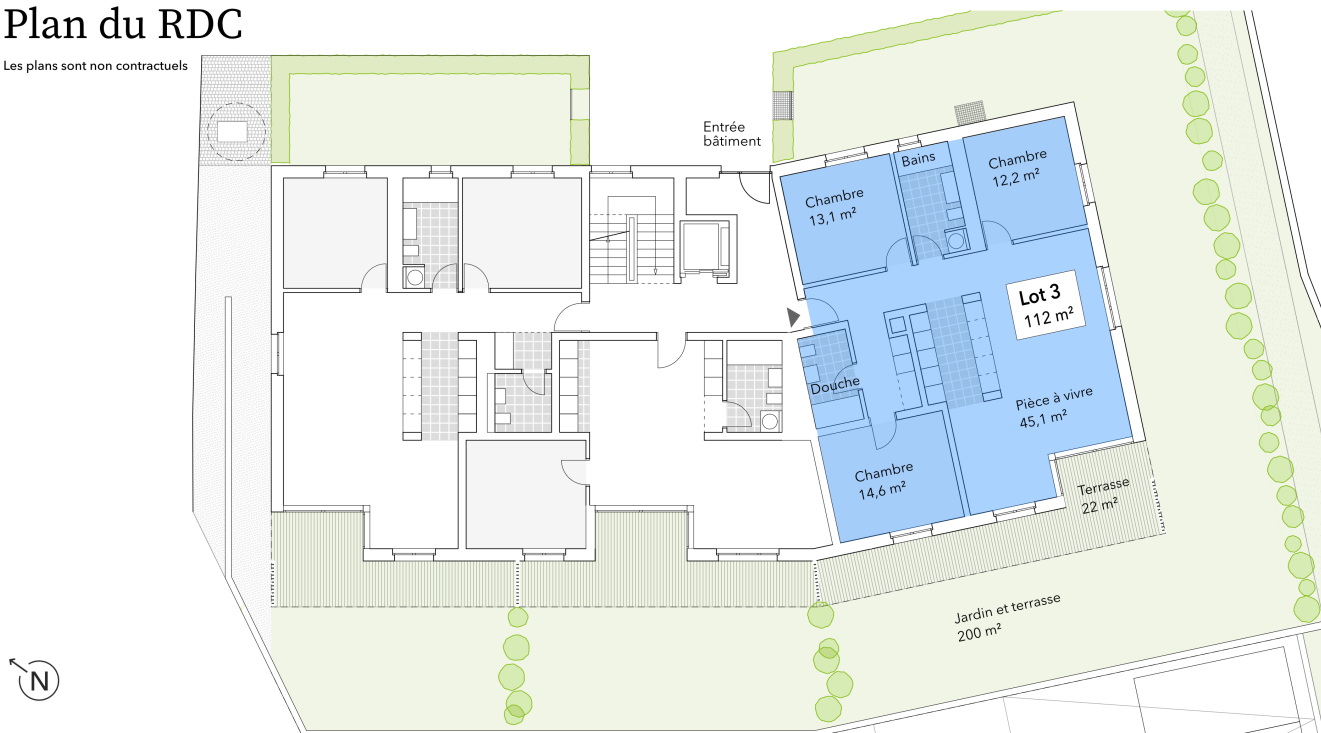 Plan du RDC
Les plans sont non contractuels
Entrée
bâtiment
Bains
Chambre
12,2 m²
Chambre
13,1 m²
Lot 3
112 m²
Douche
Pièce à vivre
45,1 m²
Chambre
14,6 m²
Terrasse
22 m²
Jardin et terrasse
200 m²
N